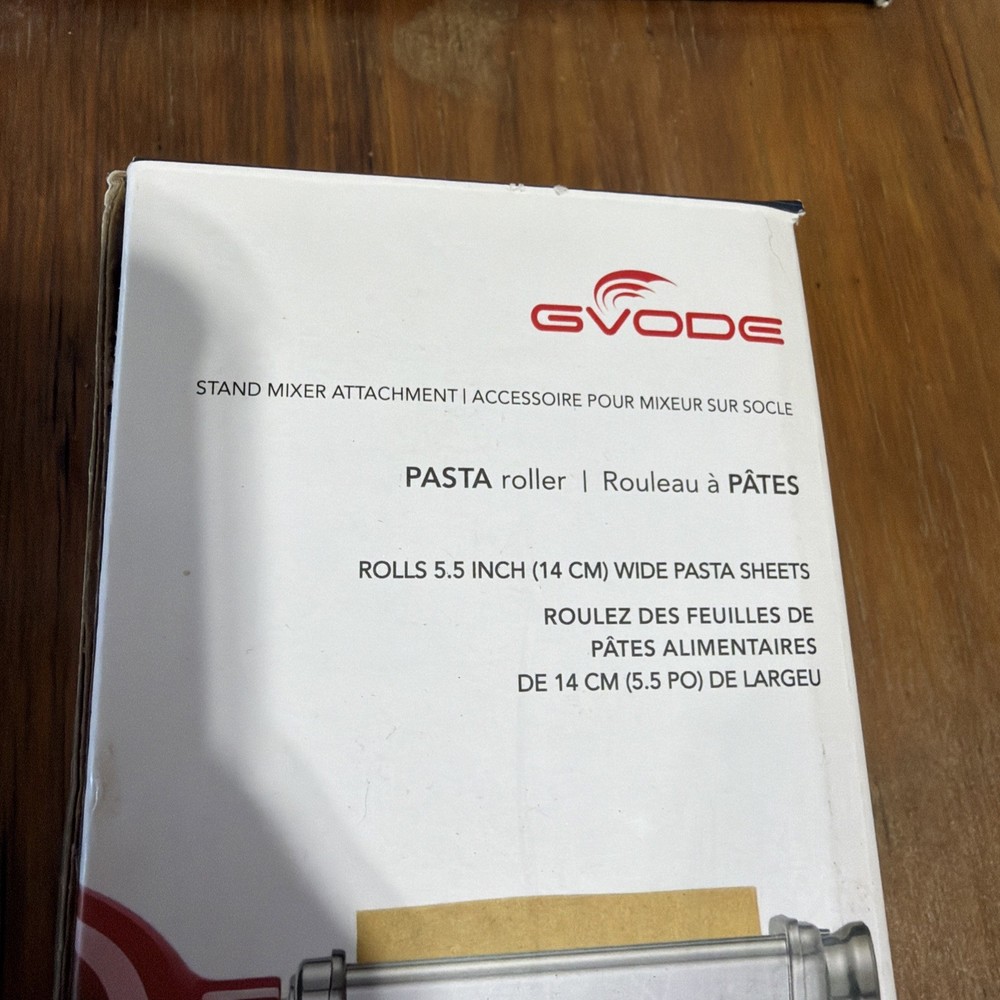 GVODE
STAND MIXER ATTACHMENT | ACCESSOIRE POUR MIXEUR SUR SOCLE
PASTA roller | Rouleau à PÂTES
ROLLS 5.5 INCH (14 CM) WIDE PASTA SHEETS
ROULEZ DES FEUILLES DE
PÂTES ALIMENTAIRES
DE 14 CM (5.5 PO) DE LARGEU